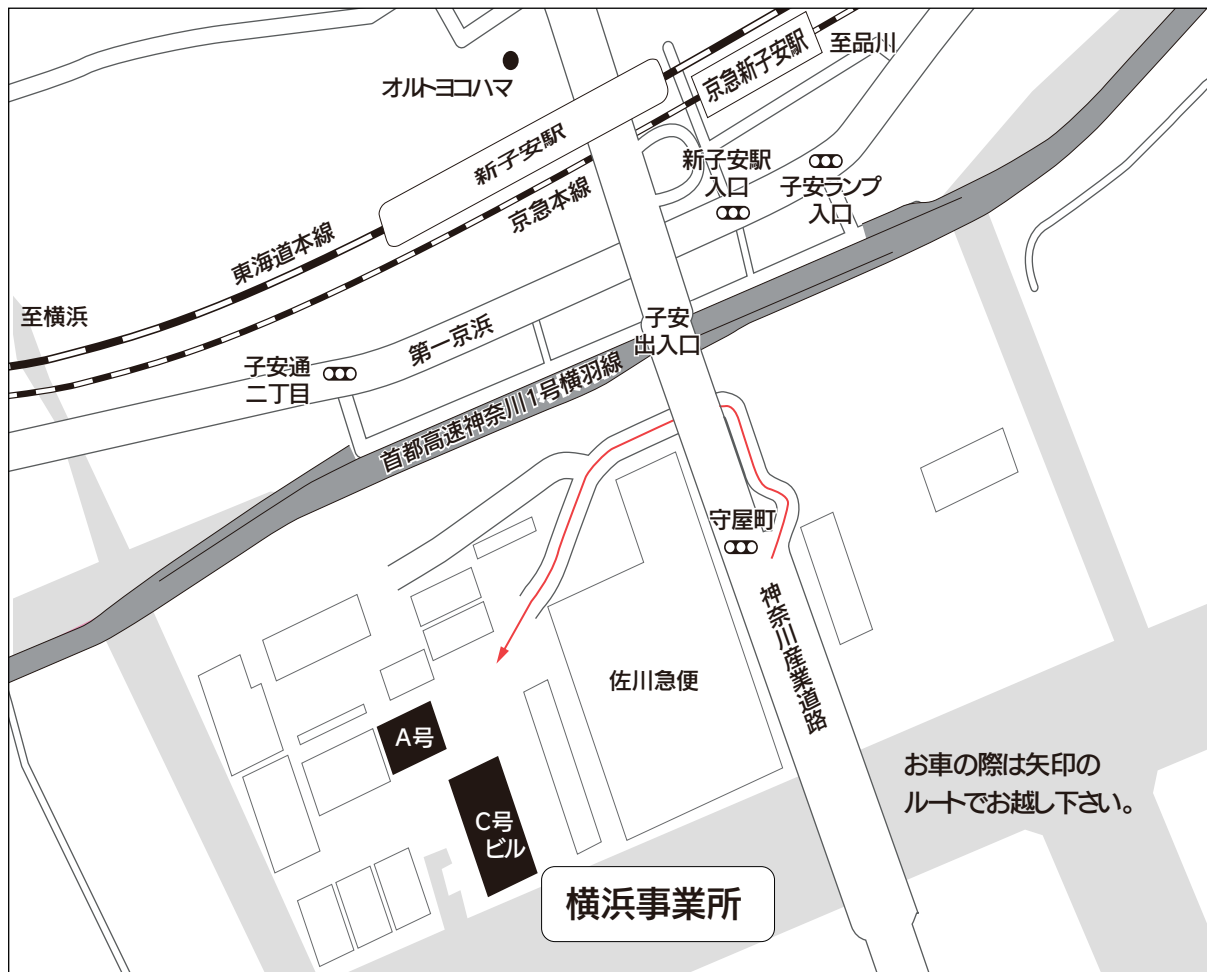 至品川
京急新子安駅
オルトヨコハマ
新子安駅
新子安駅
入口
子安ランプ
入口
京急本線
東海道本線
至横浜
子安
出入口
第一京浜
子安通
二丁目
首都高速神奈川1号横羽線
守屋町
神奈川産業道路
佐川急便
A号
お車の際は矢印の
ルートでお越し下さい。
C号
ビル
横浜事業所